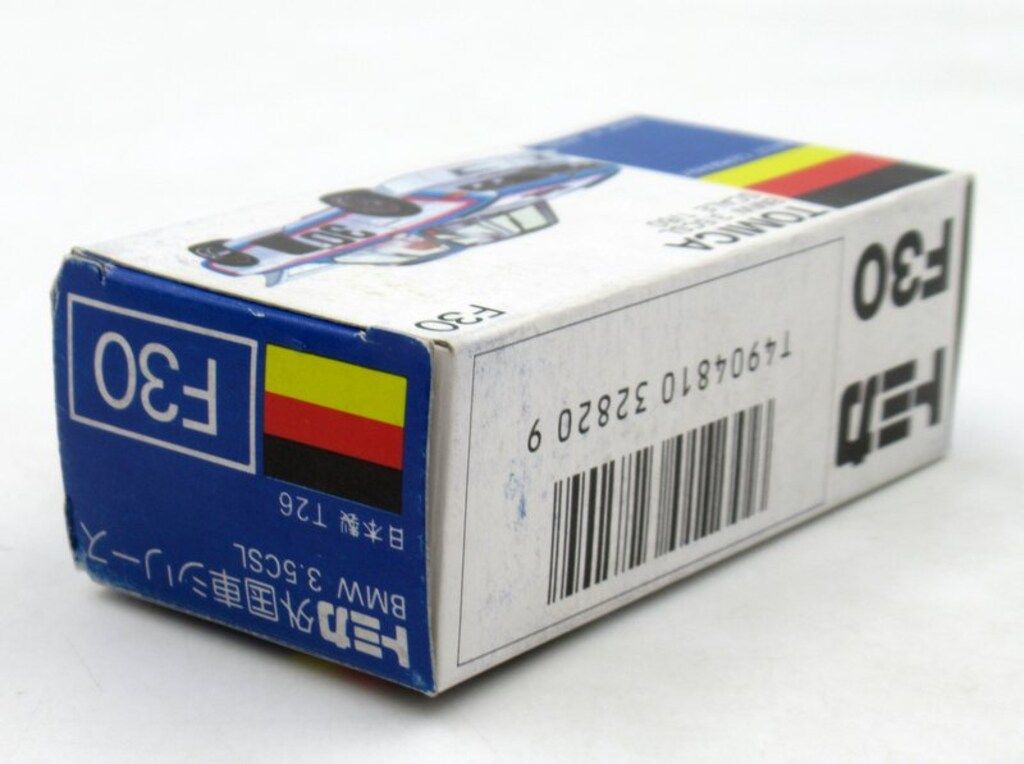 トミカ外国車シリーズ
BMW 3.5CSL
日本製 T26
F30
トミカ
F30
T4904810 32820 9
F30
TOMICA
30